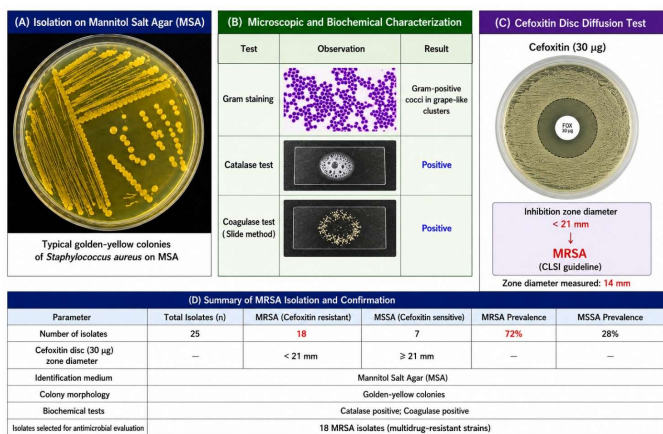 (A) Isolation on Mannitol Salt Agar (MSA)
Typical golden-yellow colonies
of Staphylococcus aureus on MSA
(B) Microscopic and Biochemical Characterization
Test Observation Result
Gram staining
Gram-positive
cocci in grape-like
clusters
Catalase test
Positive
Coagulase test
(Slide method)
Positive
(C) Cefoxitin Disc Diffusion Test
Cefoxitin (30 μg)
FOX
30 μg
Inhibition zone diameter
< 21 mm
↓
MRSA
(CLSI guideline)
Zone diameter measured: 14 mm
(D) Summary of MRSA Isolation and Confirmation
Parameter Total Isolates (n) MRSA (Cefoxitin resistant) MSSA (Cefoxitin sensitive) MRSA Prevalence MSSA Prevalence
Number of isolates 25 18 7 72% 28%
Cefoxitin disc (30 μg)
zone diameter — < 21 mm ⩾ 21 mm — —
Identification medium Mannitol Salt Agar (MSA)
Colony morphology Golden-yellow colonies
Biochemical tests Catalase positive; Coagulase positive
Isolates selected for antimicrobial evaluation 18 MRSA isolates (multidrug-resistant strains)